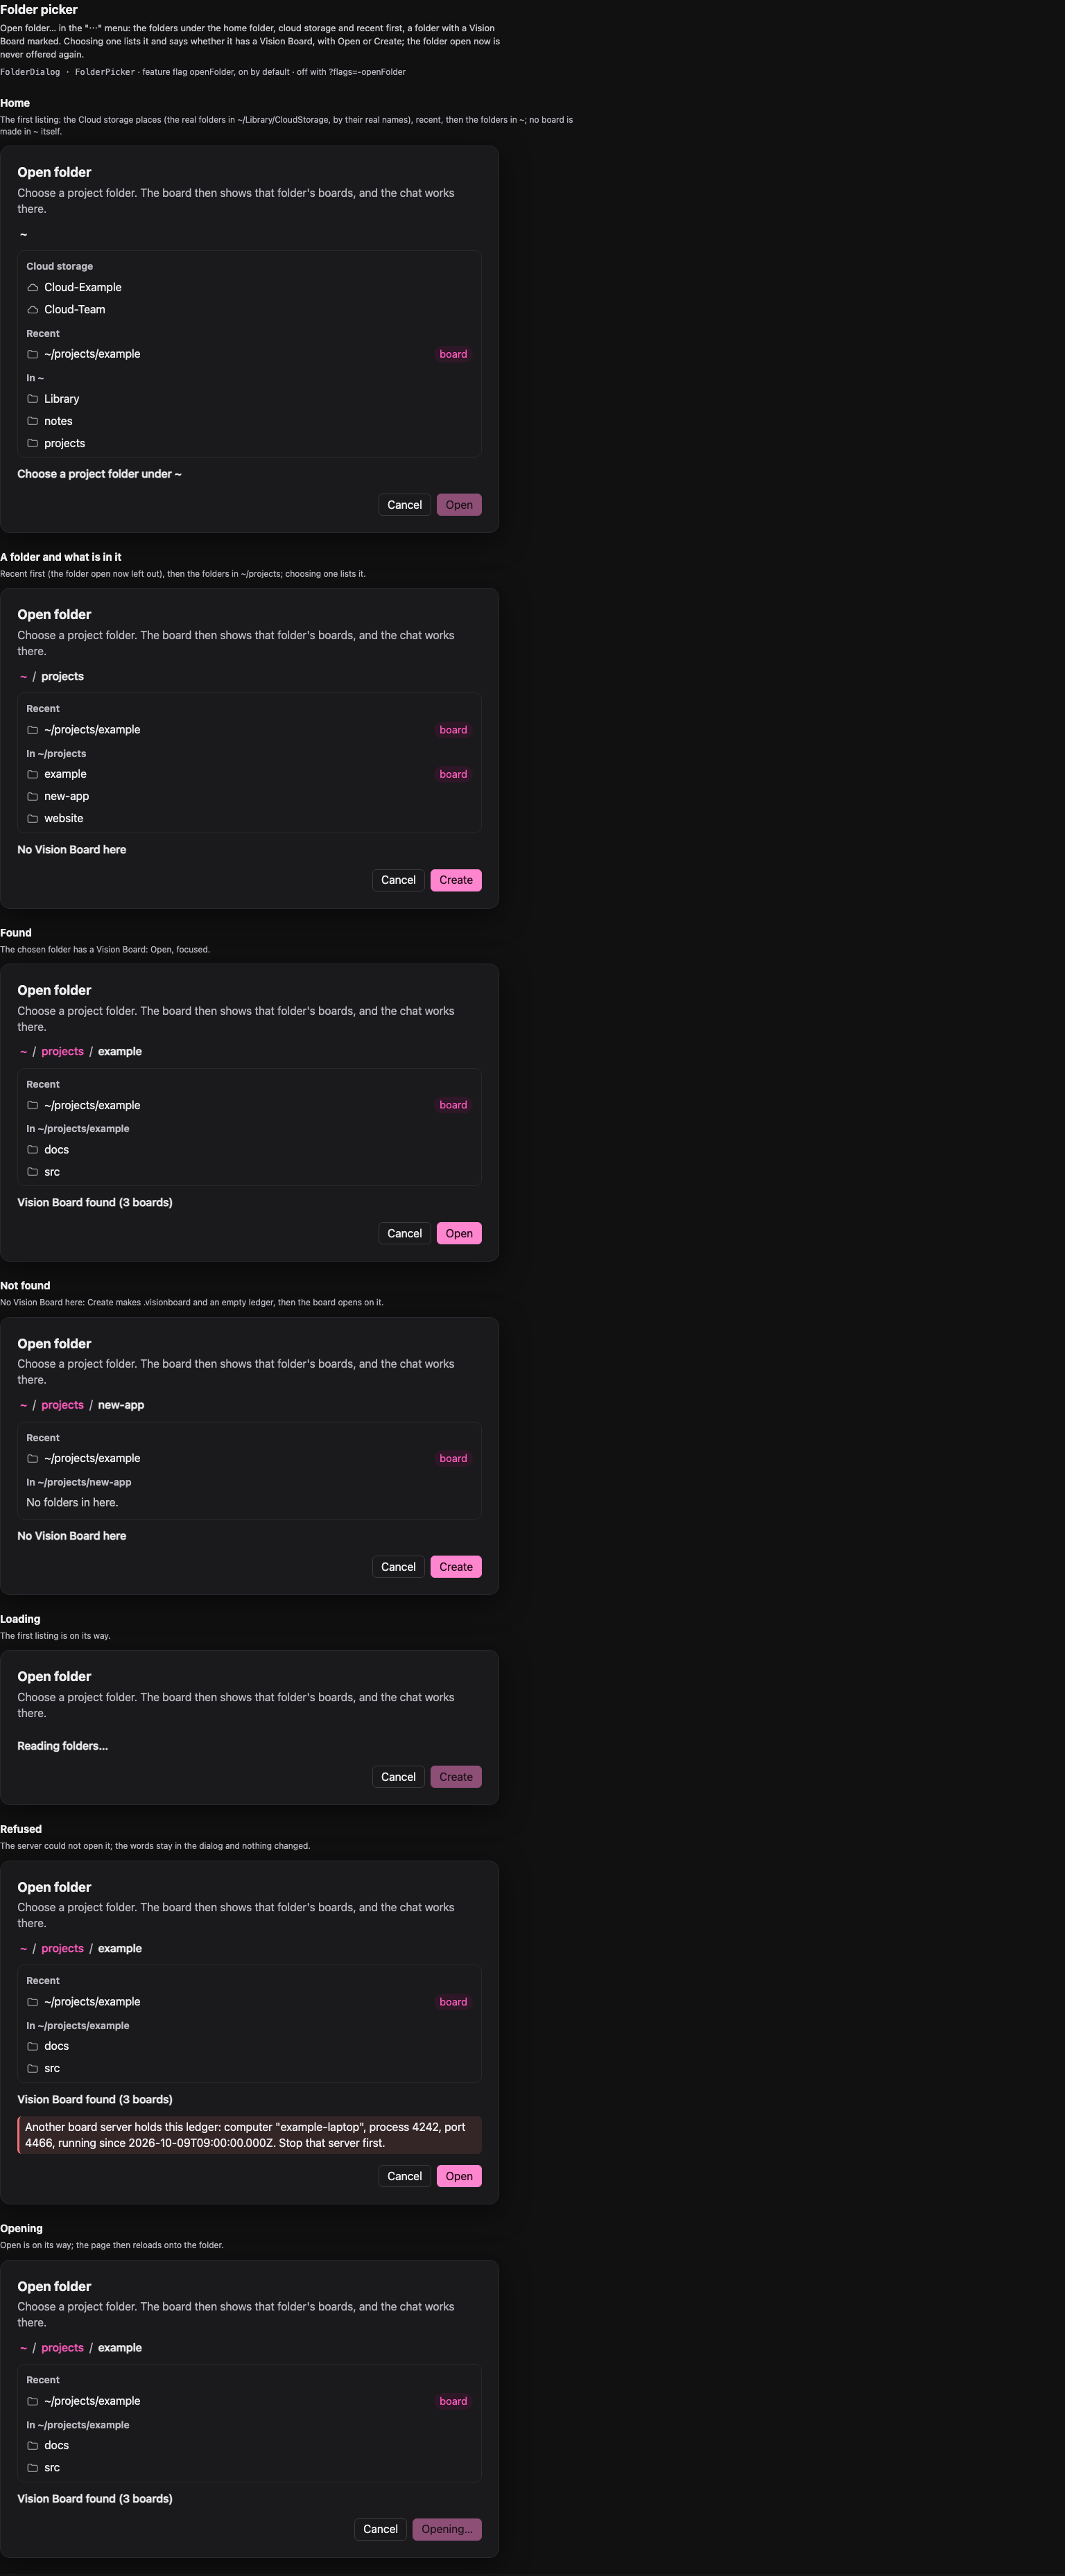 Folder picker
Open folder... in the "···" menu: the folders under the home folder, cloud storage and recent first, a folder with a Vision
Board marked. Choosing one lists it and says whether it has a Vision Board, with Open or Create; the folder open now is
never offered again.
FolderDialog · FolderPicker · feature flag openFolder, on by default · off with ?flags=-openFolder
Home
The first listing: the Cloud storage places (the real folders in ~/Library/CloudStorage, by their real names), recent, then the folders in ~; no board is
made in ~ itself.
Open folder
Choose a project folder. The board then shows that folder's boards, and the chat works
there.
~
Cloud storage
Cloud-Example
Cloud-Team
Recent
~/projects/example board
In ~
Library
notes
projects
Choose a project folder under ~
Cancel Open
A folder and what is in it
Recent first (the folder open now left out), then the folders in ~/projects; choosing one lists it.
Open folder
Choose a project folder. The board then shows that folder's boards, and the chat works
there.
~ / projects
Recent
~/projects/example board
In ~/projects
example board
new-app
website
No Vision Board here
Cancel Create
Found
The chosen folder has a Vision Board: Open, focused.
Open folder
Choose a project folder. The board then shows that folder's boards, and the chat works
there.
~ / projects / example
Recent
~/projects/example board
In ~/projects/example
docs
src
Vision Board found (3 boards)
Cancel Open
Not found
No Vision Board here: Create makes .visionboard and an empty ledger, then the board opens on it.
Open folder
Choose a project folder. The board then shows that folder's boards, and the chat works
there.
~ / projects / new-app
Recent
~/projects/example board
In ~/projects/new-app
No folders in here.
No Vision Board here
Cancel Create
Loading
The first listing is on its way.
Open folder
Choose a project folder. The board then shows that folder's boards, and the chat works
there.
Reading folders...
Cancel Create
Refused
The server could not open it; the words stay in the dialog and nothing changed.
Open folder
Choose a project folder. The board then shows that folder's boards, and the chat works
there.
~ / projects / example
Recent
~/projects/example board
In ~/projects/example
docs
src
Vision Board found (3 boards)
Another board server holds this ledger: computer "example-laptop", process 4242, port
4466, running since 2026-10-09T09:00:00.000Z. Stop that server first.
Cancel Open
Opening
Open is on its way; the page then reloads onto the folder.
Open folder
Choose a project folder. The board then shows that folder's boards, and the chat works
there.
~ / projects / example
Recent
~/projects/example board
In ~/projects/example
docs
src
Vision Board found (3 boards)
Cancel Opening...